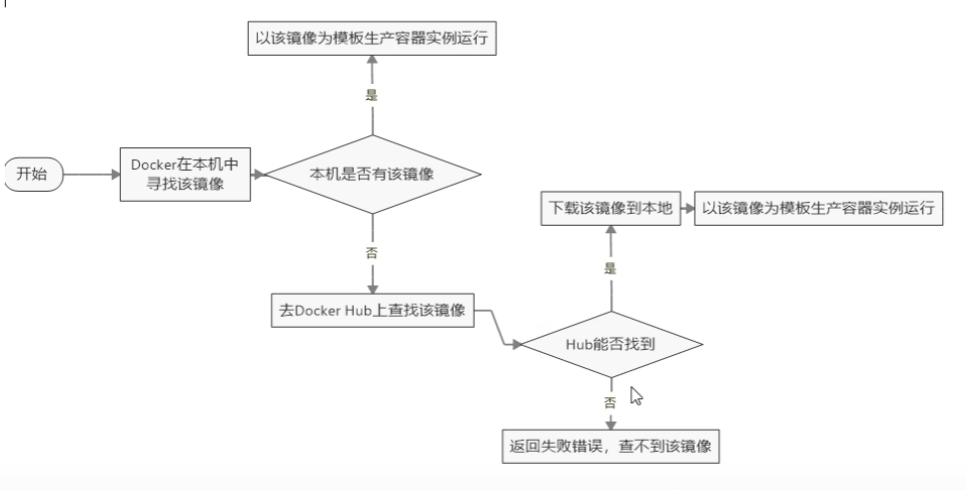 以该镜像为模板生产容器实例运行
是
开始
Docker在本机中
寻找该镜像
本机是否有该镜像
否
去Docker Hub上查找该镜像
下载该镜像到本地
以该镜像为模板生产容器实例运行
是
Hub能否找到
否
返回失败错误，查不到该镜像